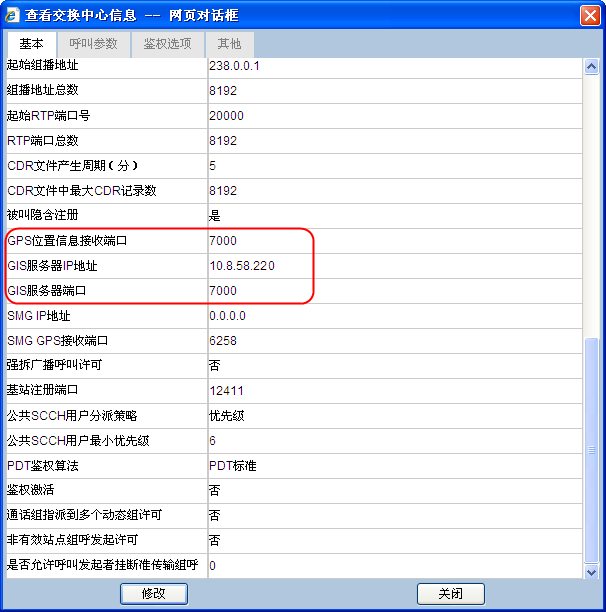 查看交换中心信息 -- 网页对话框
基本 呼叫参数 鉴权选项 其他
起始组播地址 238.0.0.1
组播地址总数 8192
起始RTP端口号 20000
RTP端口总数 8192
CDR文件产生周期（分） 5
CDR文件中最大CDR记录数 8192
被叫隐含注册 是
GPS位置信息接收端口 7000
GIS服务器IP地址 10.8.58.220
GIS服务器端口 7000
SMG IP地址 0.0.0.0
SMG GPS接收端口 6258
强拆广播呼叫许可 否
基站注册端口 12411
公共SCCH用户分派策略 优先级
公共SCCH用户最小优先级 6
PDT鉴权算法 PDT标准
鉴权激活 否
通话组指派到多个动态组许可 否
非有效站点组呼发起许可 否
是否允许呼叫发起者挂断准传输组呼 0
修改 关闭